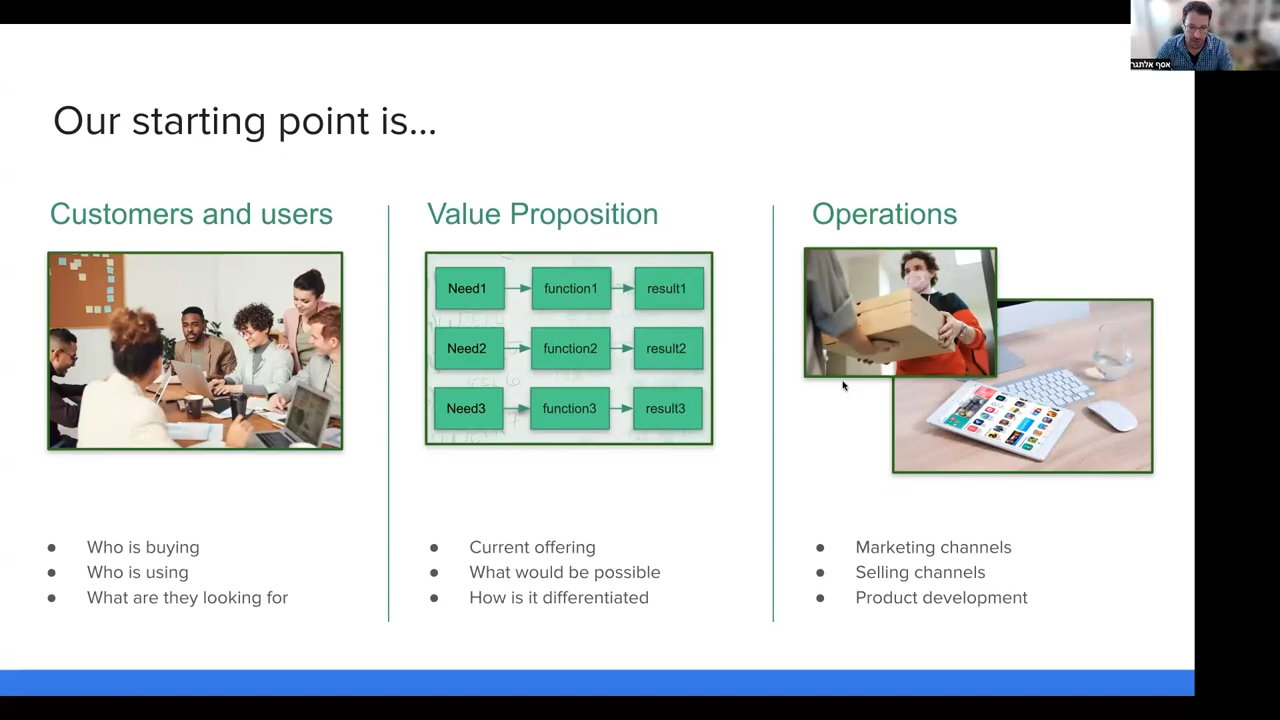 אסף אלתגר
Our starting point is...
Customers and users
Value Proposition
Operations
Need1
function1
result1
Need2
function2
result2
Need3
function3
result3
Who is buying
Who is using
What are they looking for
Current offering
What would be possible
How is it differentiated
Marketing channels
Selling channels
Product development